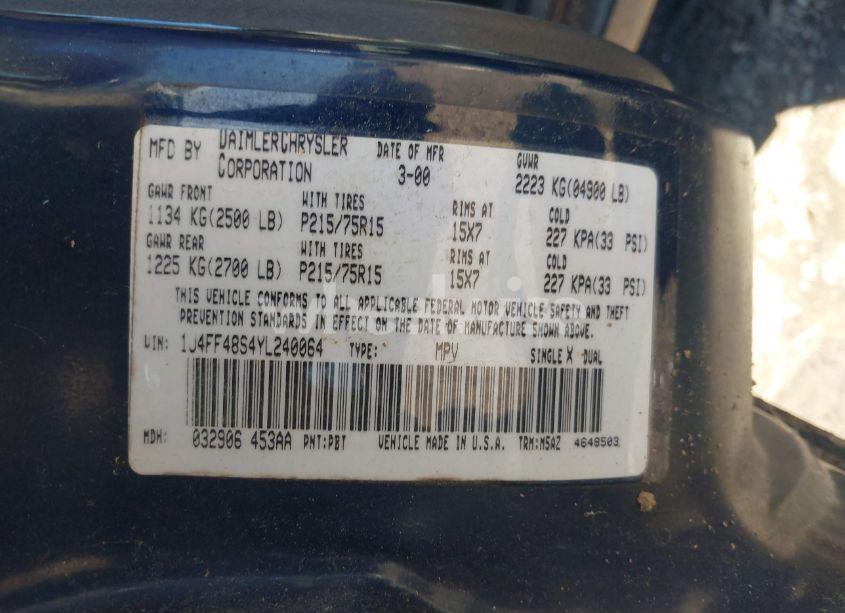 MFD BY DAIMLERCHRYSLER CORPORATION DATE OF MFR 3-00 GVWR 2223 KG(04900 LB)
GAWR FRONT WITH TIRES RIMS AT COLD
1134 KG(2500 LB) P215/75R15 15X7 227 KPA(33 PSI)
GAWR REAR WITH TIRES RIMS AT COLD
1225 KG(2700 LB) P215/75R15 15X7 227 KPA(33 PSI)
THIS VEHICLE CONFORMS TO ALL APPLICABLE FEDERAL MOTOR VEHICLE SAFETY AND THEFT
PREVENTION STANDARDS IN EFFECT ON THE DATE OF MANUFACTURE SHOWN ABOVE.
VIN: 1J4FF48S4YL240064 TYPE: MPV SINGLE X DUAL
MDH: 032906 453AA PNT:PBT VEHICLE MADE IN U.S.A. TRM:M5AZ 4648503